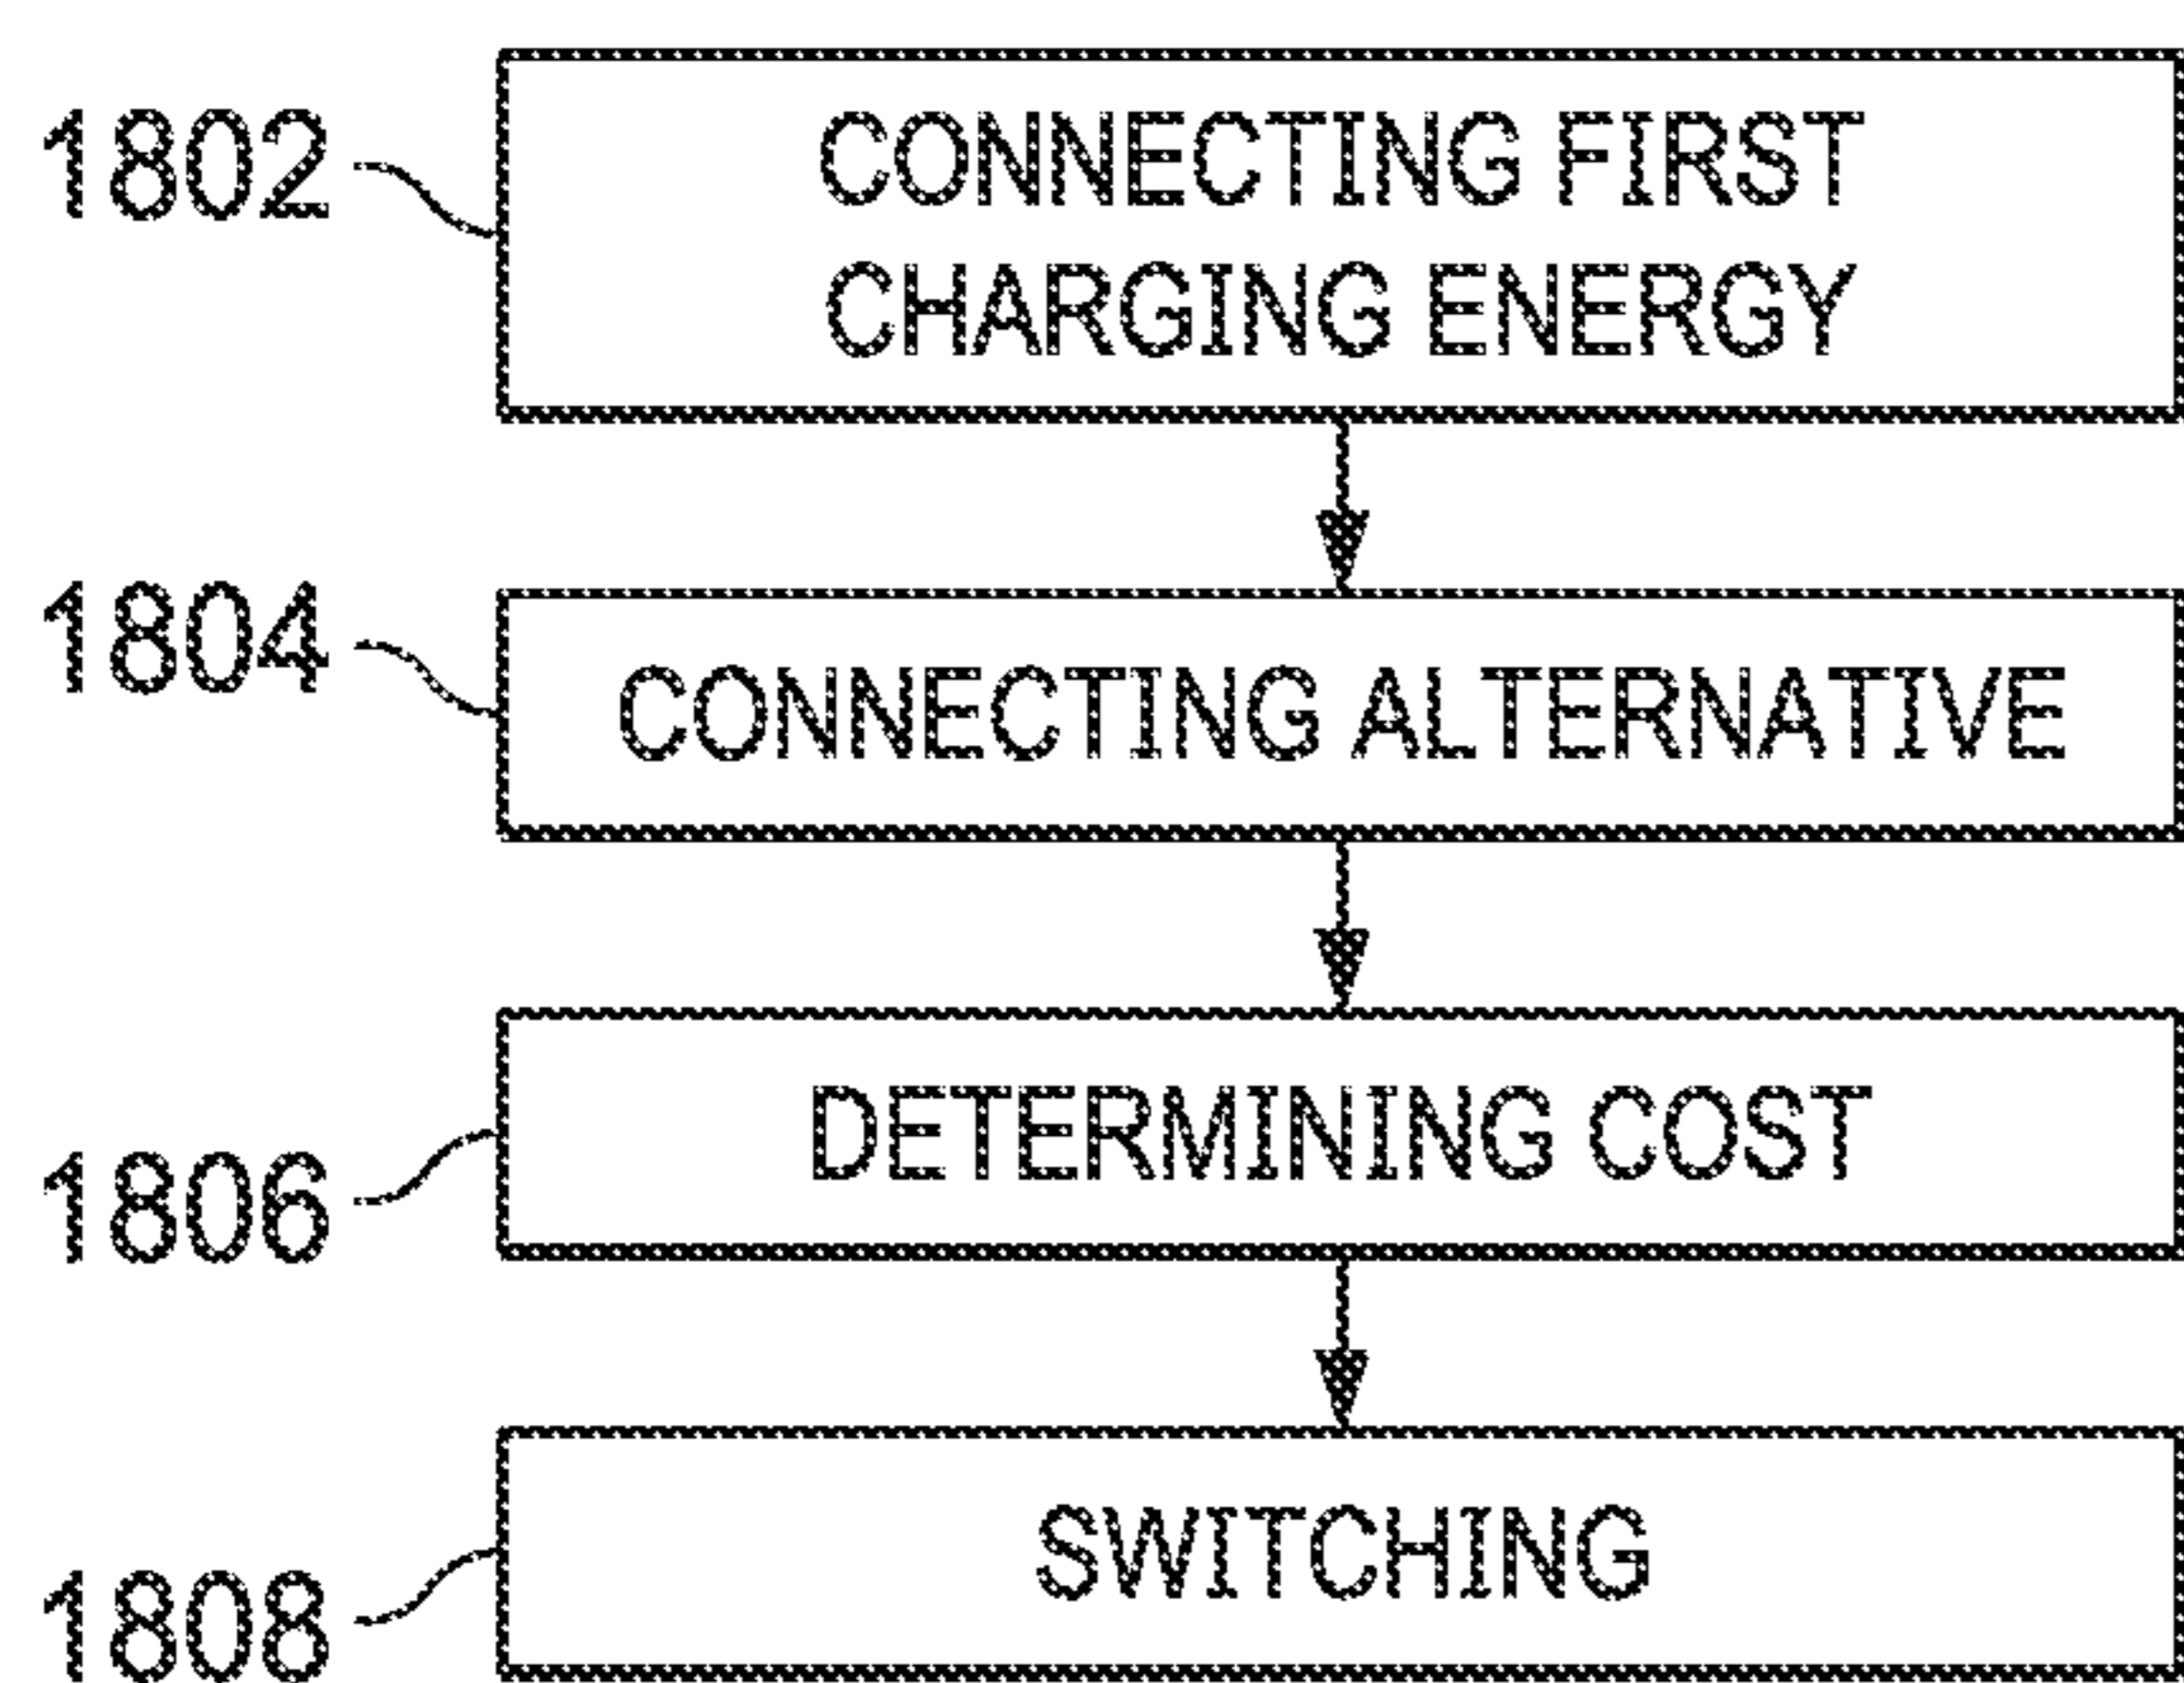 1802
CONNECTING FIRST
CHARGING ENERGY
1804
CONNECTING ALTERNATIVE
1806
DETERMINING COST
1808
SWITCHING